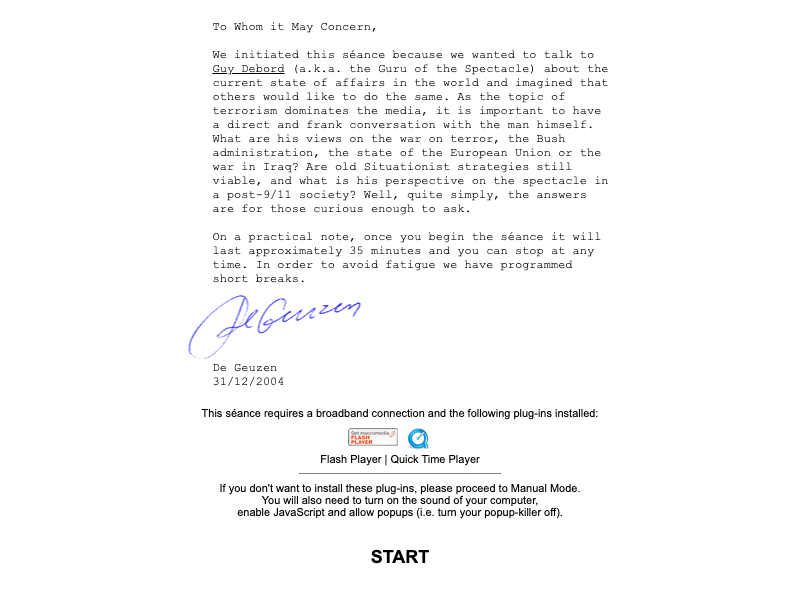 To Whom it May Concern,
We initiated this séance because we wanted to talk to
Guy Debord (a.k.a. the Guru of the Spectacle) about the
current state of affairs in the world and imagined that
others would like to do the same. As the topic of
terrorism dominates the media, it is important to have
a direct and frank conversation with the man himself.
What are his views on the war on terror, the Bush
administration, the state of the European Union or the
war in Iraq? Are old Situationist strategies still
viable, and what is his perspective on the spectacle in
a post-9/11 society? Well, quite simply, the answers
are for those curious enough to ask.
On a practical note, once you begin the séance it will
last approximately 35 minutes and you can stop at any
time. In order to avoid fatigue we have programmed
short breaks.
De Geuzen
De Geuzen
31/12/2004
This séance requires a broadband connection and the following plug-ins installed:
Get macromedia
FLASH
PLAYER
Flash Player | Quick Time Player
If you don't want to install these plug-ins, please proceed to Manual Mode.
You will also need to turn on the sound of your computer,
enable JavaScript and allow popups (i.e. turn your popup-killer off).
START